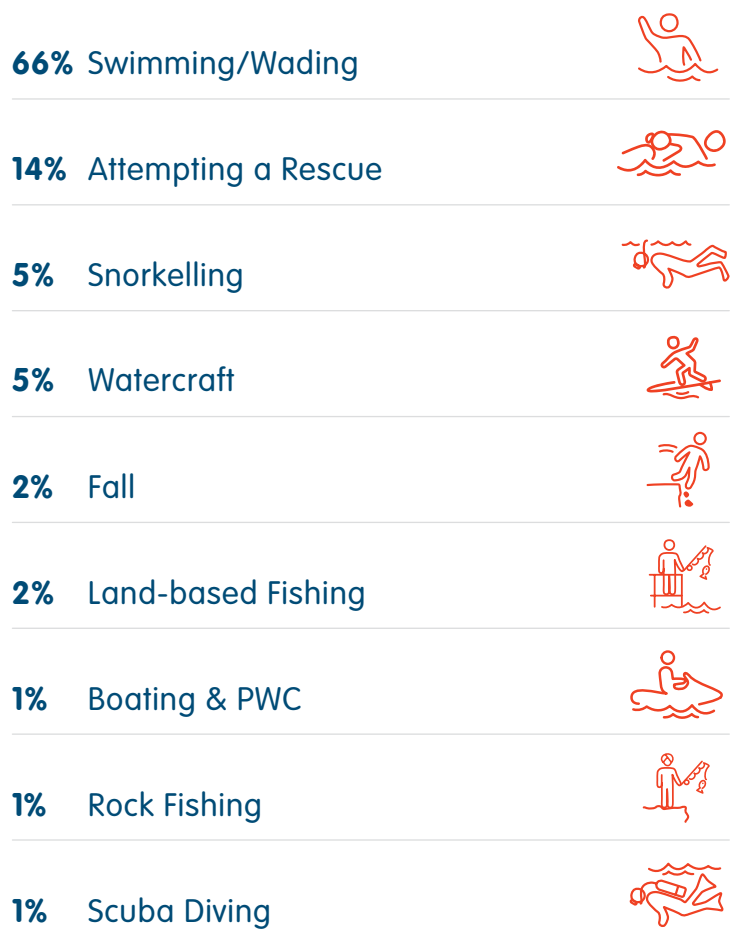 66% Swimming/Wading
14% Attempting a Rescue
5% Snorkelling
5% Watercraft
2% Fall
2% Land-based Fishing
1% Boating & PWC
1% Rock Fishing
1% Scuba Diving